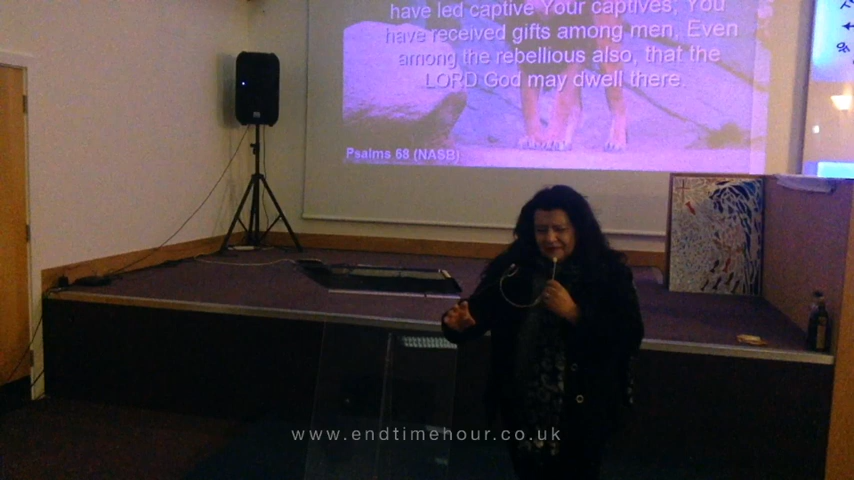 have led captive Your captives; You
have received gifts among men, Even
among the rebellious also, that the
LORD God may dwell there.
Psalms 68 (NASB)
www.endtimehour.co.uk